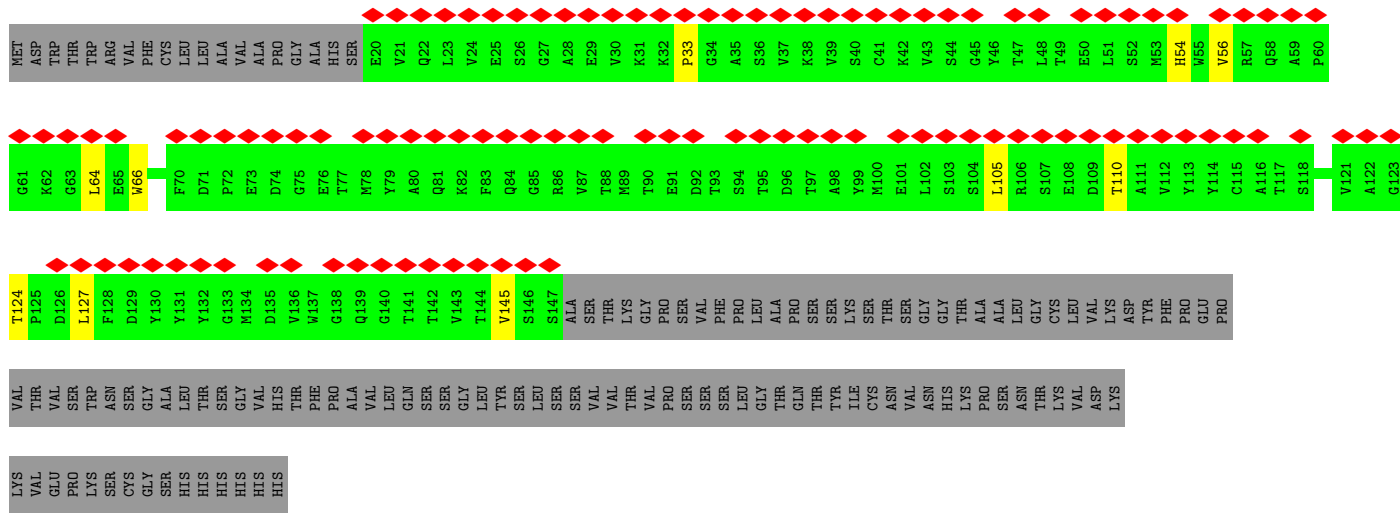 MET ASP TRP THR TRP ARG VAL PHE CYS LEU LEU ALA VAL ALA PRO GLY ALA HIS SER E20 V21 Q22 L23 V24 E25 S26 G27 A28 E29 V30 K31 K32 P33 G34 A35 S36 V37 K38 V39 S40 C41 K42 V43 S44 G45 Y46 T47 L48 T49 E50 L51 S52 M53 H54 W55 V56 R57 Q58 A59 P60
G61 K62 G63 L64 E65 W66 F70 D71 P72 E73 D74 G75 E76 T77 M78 Y79 A80 Q81 K82 F83 Q84 G85 R86 V87 T88 M89 T90 E91 D92 T93 S94 T95 D96 T97 A98 Y99 M100 E101 L102 S103 S104 L105 R106 S107 E108 D109 T110 A111 V112 Y113 Y114 C115 A116 T117 S118 V121 A122 G123
T124 P125 D126 L127 F128 D129 Y130 Y131 Y132 G133 M134 D135 V136 W137 G138 Q139 G140 T141 T142 V143 T144 V145 S146 S147 ALA SER THR LYS GLY PRO SER VAL PHE PRO LEU ALA PRO SER SER LYS SER THR SER GLY GLY THR ALA ALA LEU GLY CYS LEU VAL LYS ASP TYR PHE PRO GLU PRO
VAL THR VAL SER TRP ASN SER GLY ALA LEU THR SER GLY VAL HIS THR PHE PRO ALA VAL LEU GLN SER SER GLY LEU TYR SER LEU SER SER VAL VAL THR VAL PRO SER SER SER LEU GLY THR GLN THR TYR ILE CYS ASN VAL ASN HIS LYS PRO SER ASN THR LYS VAL ASP LYS
LYS VAL GLU PRO LYS SER CYS GLY SER HIS HIS HIS HIS HIS HIS